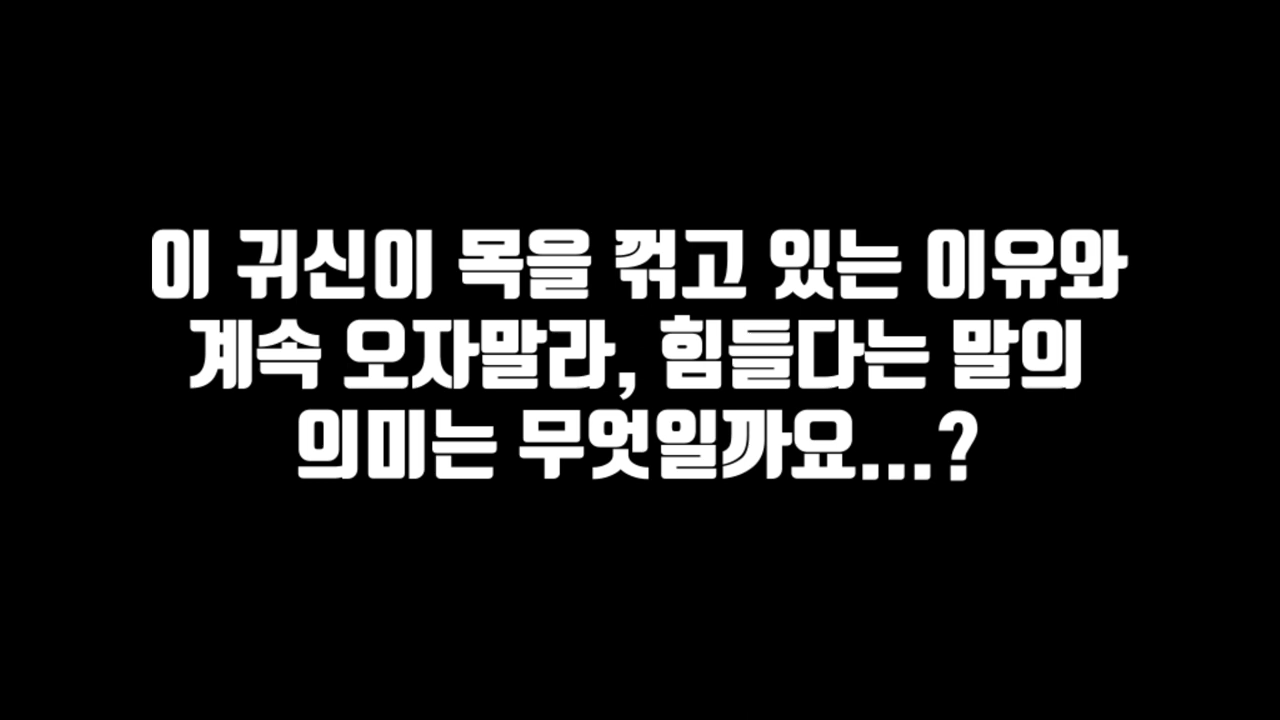 이 귀신이 목을 꺾고 있는 이유와
계속 오자말라, 힘들다는 말의
의미는 무엇일까요...?